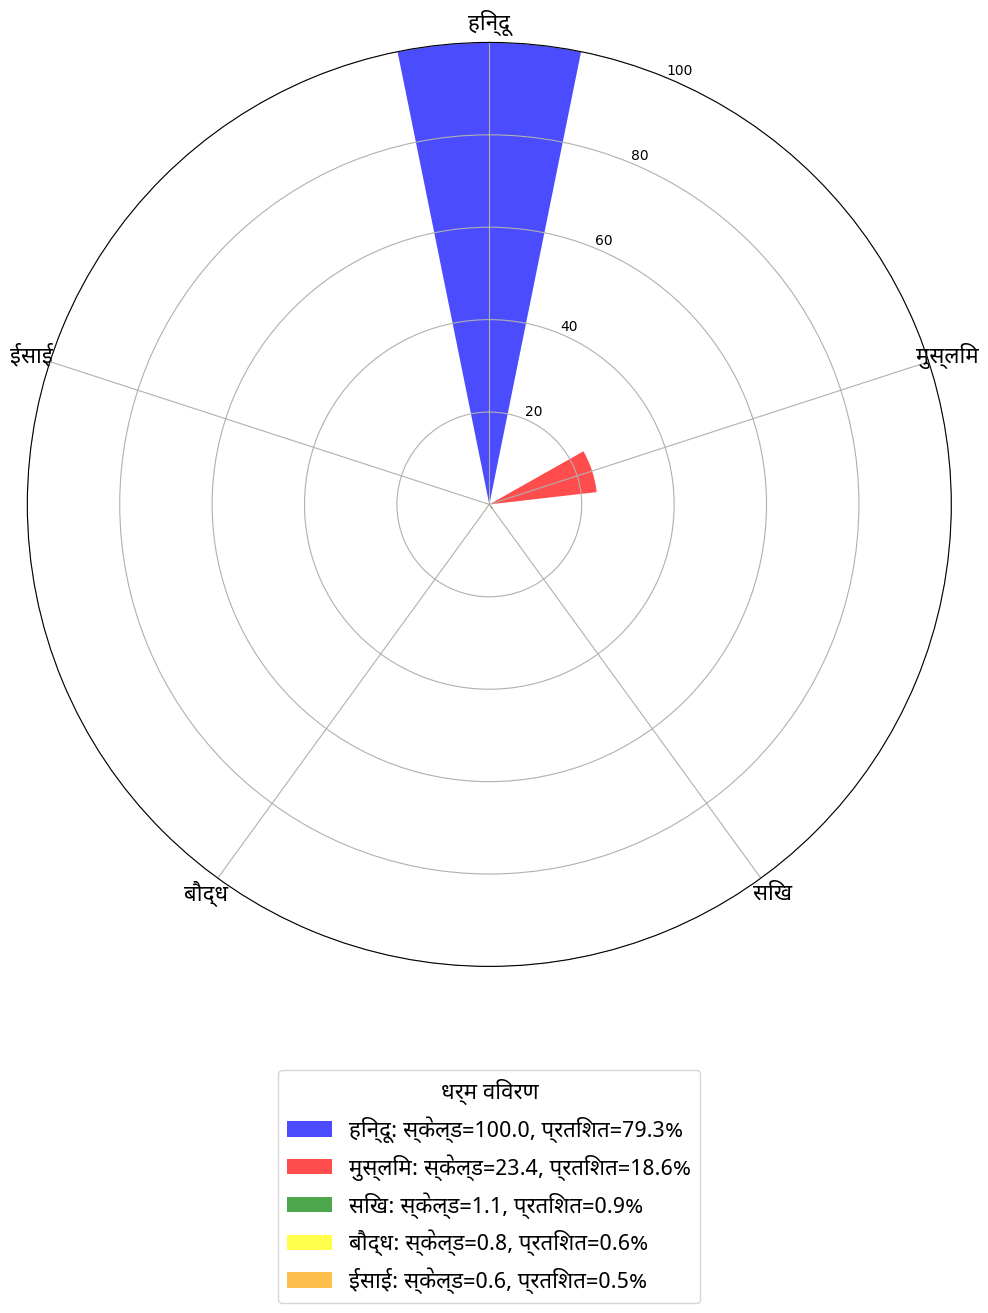 हिन्दू
100
80
60
40
20
ईसाई
मुस्लिम
बौद्ध
सिख
धर्म विवरण
हिन्दू: स्केल्ड=100.0, प्रतिशत=79.3%
मुस्लिम: स्केल्ड=23.4, प्रतिशत=18.6%
सिख: स्केल्ड=1.1, प्रतिशत=0.9%
बौद्ध: स्केल्ड=0.8, प्रतिशत=0.6%
ईसाई: स्केल्ड=0.6, प्रतिशत=0.5%